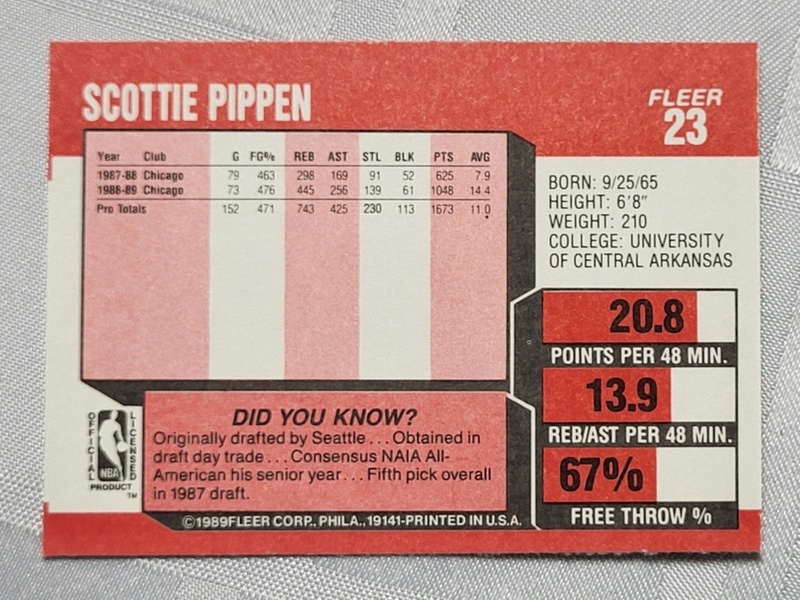 SCOTTIE PIPPEN
FLEER
23
Year Club G FG% REB AST STL BLK PTS AVG
1987-88 Chicago 79 463 298 169 91 52 625 7.9
1988-89 Chicago 73 476 445 256 139 61 1048 14.4
Pro Totals 152 471 743 425 230 113 1673 11.0
BORN: 9/25/65
HEIGHT: 6'8"
WEIGHT: 210
COLLEGE: UNIVERSITY
OF CENTRAL ARKANSAS
20.8
POINTS PER 48 MIN.
13.9
REB/AST PER 48 MIN.
67%
FREE THROW %
DID YOU KNOW?
Originally drafted by Seattle... Obtained in
draft day trade... Consensus NAIA All-
American his senior year... Fifth pick overall
in 1987 draft.
OFFICIAL
LICENSED
NBA
PRODUCT
TM
©1989 FLEER CORP., PHILA., 19141-PRINTED IN U.S.A.